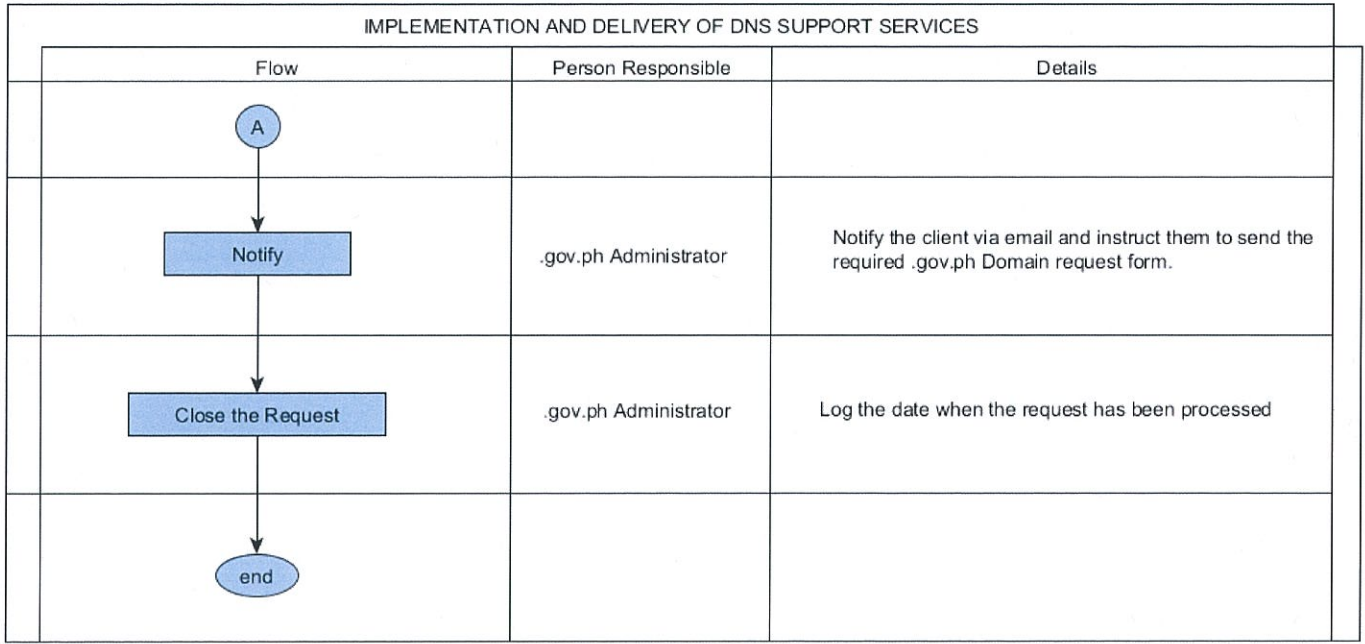 IMPLEMENTATION AND DELIVERY OF DNS SUPPORT SERVICES
Flow
Person Responsible
Details
A
Notify
.gov.ph Administrator
Notify the client via email and instruct them to send the
required .gov.ph Domain request form.
Close the Request
.gov.ph Administrator
Log the date when the request has been processed
end